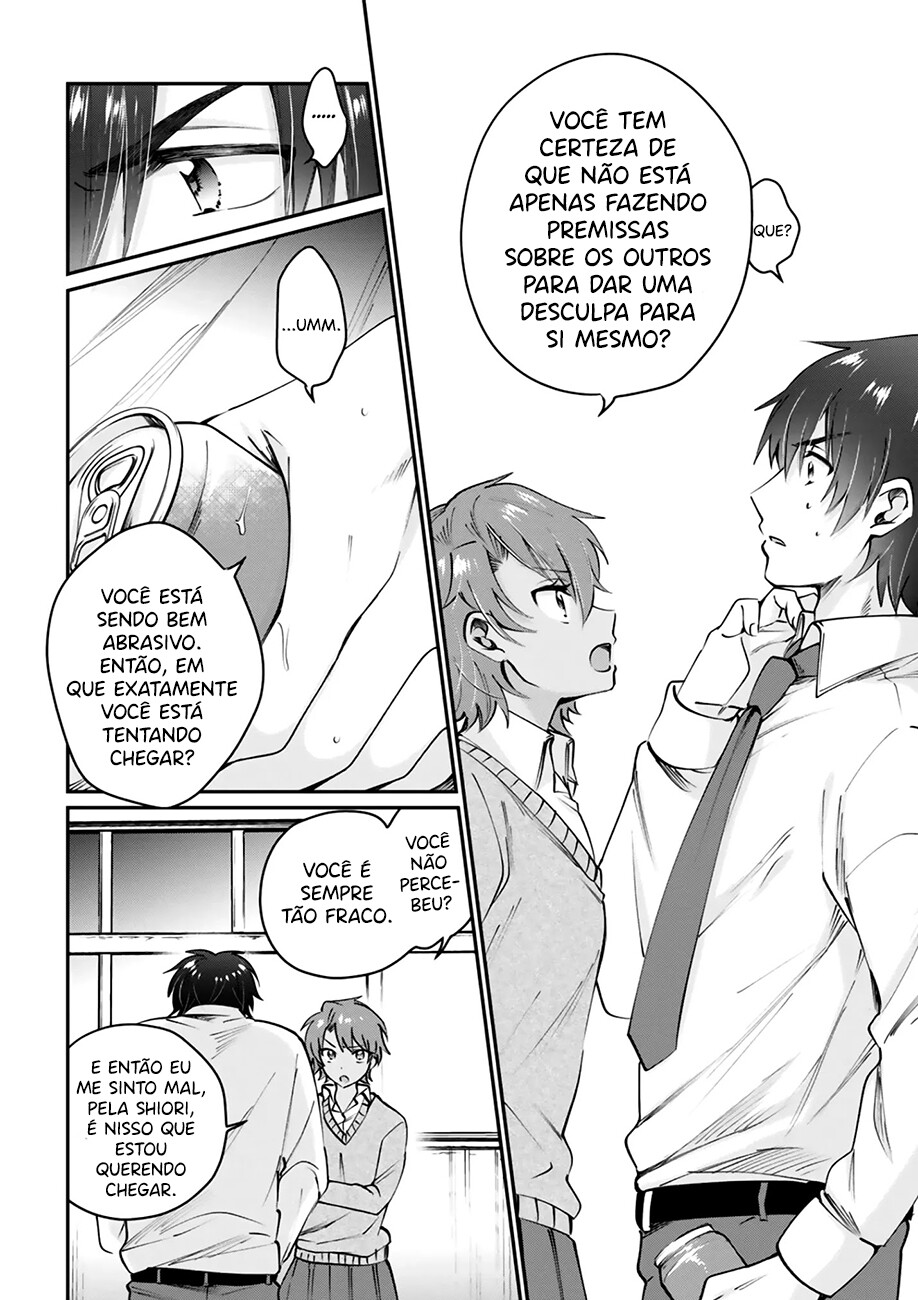 VOCÊ TEM
CERTEZA DE
QUE NÃO ESTÁ
APENAS FAZENDO
PREMISSAS
SOBRE OS OUTROS
PARA DAR UMA
DESCULPA PARA
SI MESMO?
QUE?
......
...UMM.
VOCÊ ESTÁ
SENDO BEM
ABRASIVO.
ENTÃO, EM
QUE EXATAMENTE
VOCÊ ESTÁ
TENTANDO
CHEGAR?
VOCÊ
NÃO
PERCE-
BEU?
VOCÊ É
SEMPRE
TÃO FRACO.
E ENTÃO EU
ME SINTO MAL,
PELA SHIORI,
É NISSO QUE
ESTOU
QUERENDO
CHEGAR.